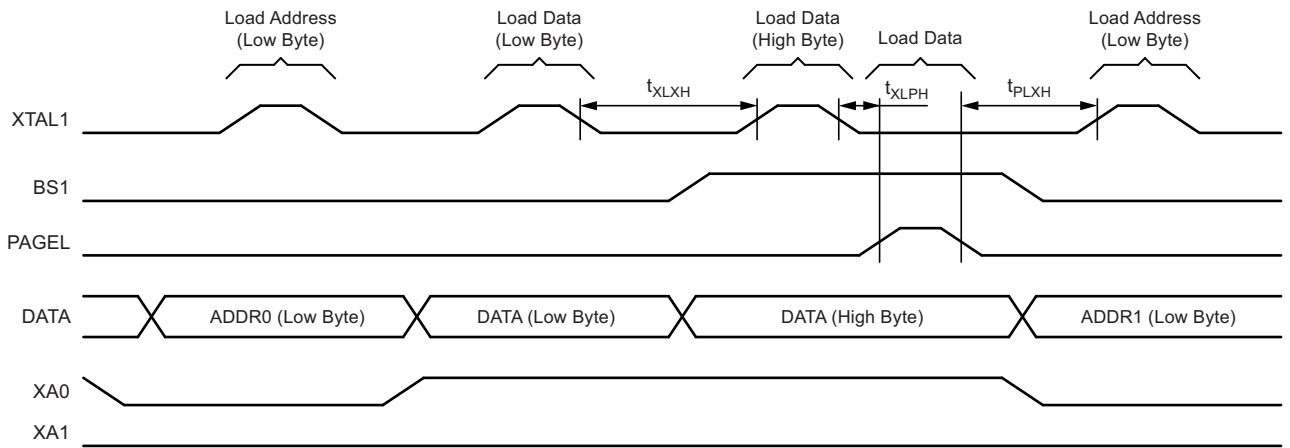 Load Address
(Low Byte)
Load Data
(Low Byte)
Load Data
(High Byte)
Load Data
Load Address
(Low Byte)
tXLXH
tXLPH
tPLXH
XTAL1
BS1
PAGEL
DATA
ADDR0 (Low Byte)
DATA (Low Byte)
DATA (High Byte)
ADDR1 (Low Byte)
XA0
XA1